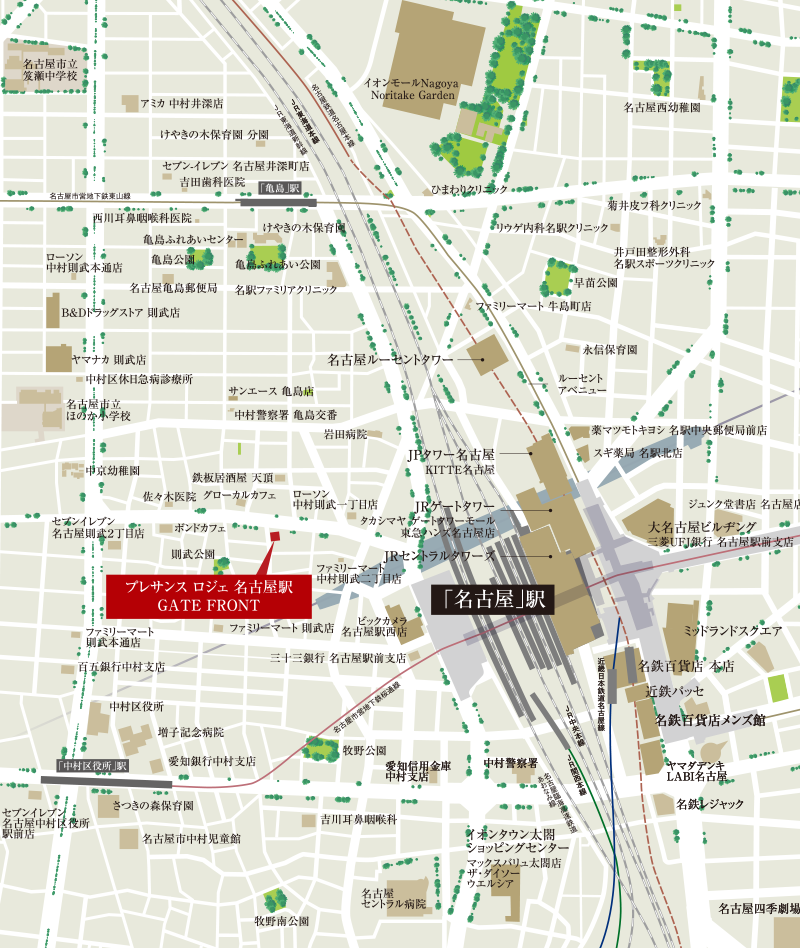 名古屋市立
笈瀬中学校
アミカ 中村井深店
けやきの木保育園 分園
セブン-イレブン 名古屋井深町店
吉田歯科医院
「亀島」駅
名古屋市営地下鉄東山線
JR東海道新幹線
JR東海道本線
名古屋鉄道名古屋本線
イオンモールNagoya
Noritake Garden
名古屋西幼稚園
ひまわりクリニック
菊井皮フ科クリニック
リウゲ内科名駅クリニック
井戸田整形外科
名駅スポーツクリニック
早苗公園
西川耳鼻咽喉科医院
けやきの木保育園
亀島ふれあいセンター
亀島公園
亀島ふれあい公園
ローソン
中村則武本通店
名古屋亀島郵便局
名駅ファミリアクリニック
B&Dドラッグストア 則武店
ファミリーマート 牛島町店
ヤマナカ 則武店
名古屋ルーセントタワー
永信保育園
ルーセント
アベニュー
中村区休日急病診療所
サンエース 亀島店
名古屋市立
ほのか小学校
中村警察署 亀島交番
岩田病院
薬マツモトキヨシ 名駅中央郵便局前店
スギ薬局 名駅北店
JPタワー名古屋
KITTE名古屋
中京幼稚園
鉄板居酒屋 天頂
佐々木医院
グローカルカフェ
ローソン
中村則武一丁目店
JRゲートタワー
タカシマヤ ゲートタワーモール
東急ハンズ名古屋店
ジュンク堂書店 名古屋店
大名古屋ビルヂング
三菱UFJ銀行 名古屋駅前支店
セブンイレブン
名古屋則武2丁目店
ボンドカフェ
則武公園
JRセントラルタワーズ
ファミリーマート
中村則武二丁目店
プレサンス ロジェ 名古屋駅
GATE FRONT
「名古屋」駅
ファミリーマート 則武店
ビックカメラ
名古屋駅西店
ファミリーマート
則武本通店
三十三銀行 名古屋駅前支店
ミッドランドスクエア
百五銀行中村支店
名鉄百貨店 本店
近鉄パッセ
名鉄百貨店メンズ館
近畿日本鉄道名古屋線
名古屋市営地下鉄桜通線
中村区役所
増子記念病院
愛知銀行中村支店
牧野公園
JR中央本線
JR関西本線
「中村区役所」駅
愛知信用金庫
中村支店
中村警察署
名古屋臨海高速鉄道
あおなみ線
ヤマダデンキ
LABI名古屋
名鉄レジャック
さつきの森保育園
セブンイレブン
名古屋中村区役所
駅前店
名古屋市中村児童館
吉川耳鼻咽喉科
イオンタウン太閤
ショッピングセンター
マックスバリュ太閤店
ザ・ダイソー
ウエルシア
名古屋
セントラル病院
牧野南公園
名古屋四季劇場